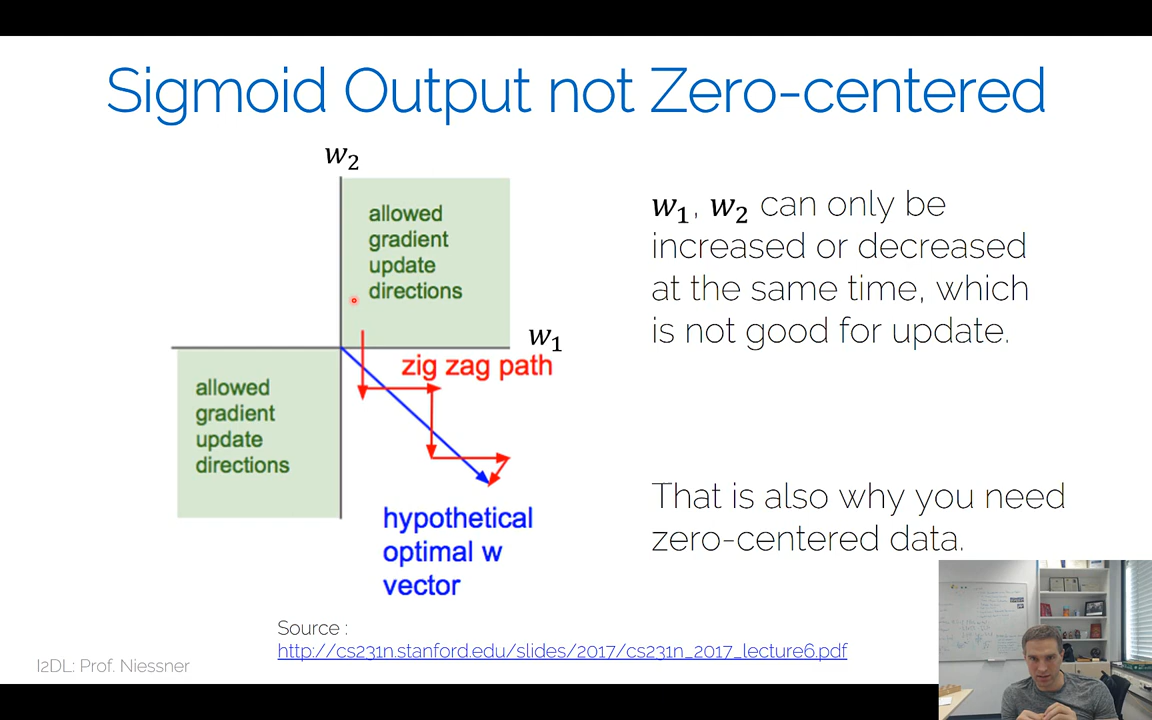 Sigmoid Output not Zero-centered
w₂
allowed
gradient
update
directions
w₁
zig zag path
allowed
gradient
update
directions
hypothetical
optimal w
vector
w₁, w₂ can only be
increased or decreased
at the same time, which
is not good for update.
That is also why you need
zero-centered data.
Source :
http://cs231n.stanford.edu/slides/2017/cs231n_2017_lecture6.pdf
I2DL: Prof. Niessner